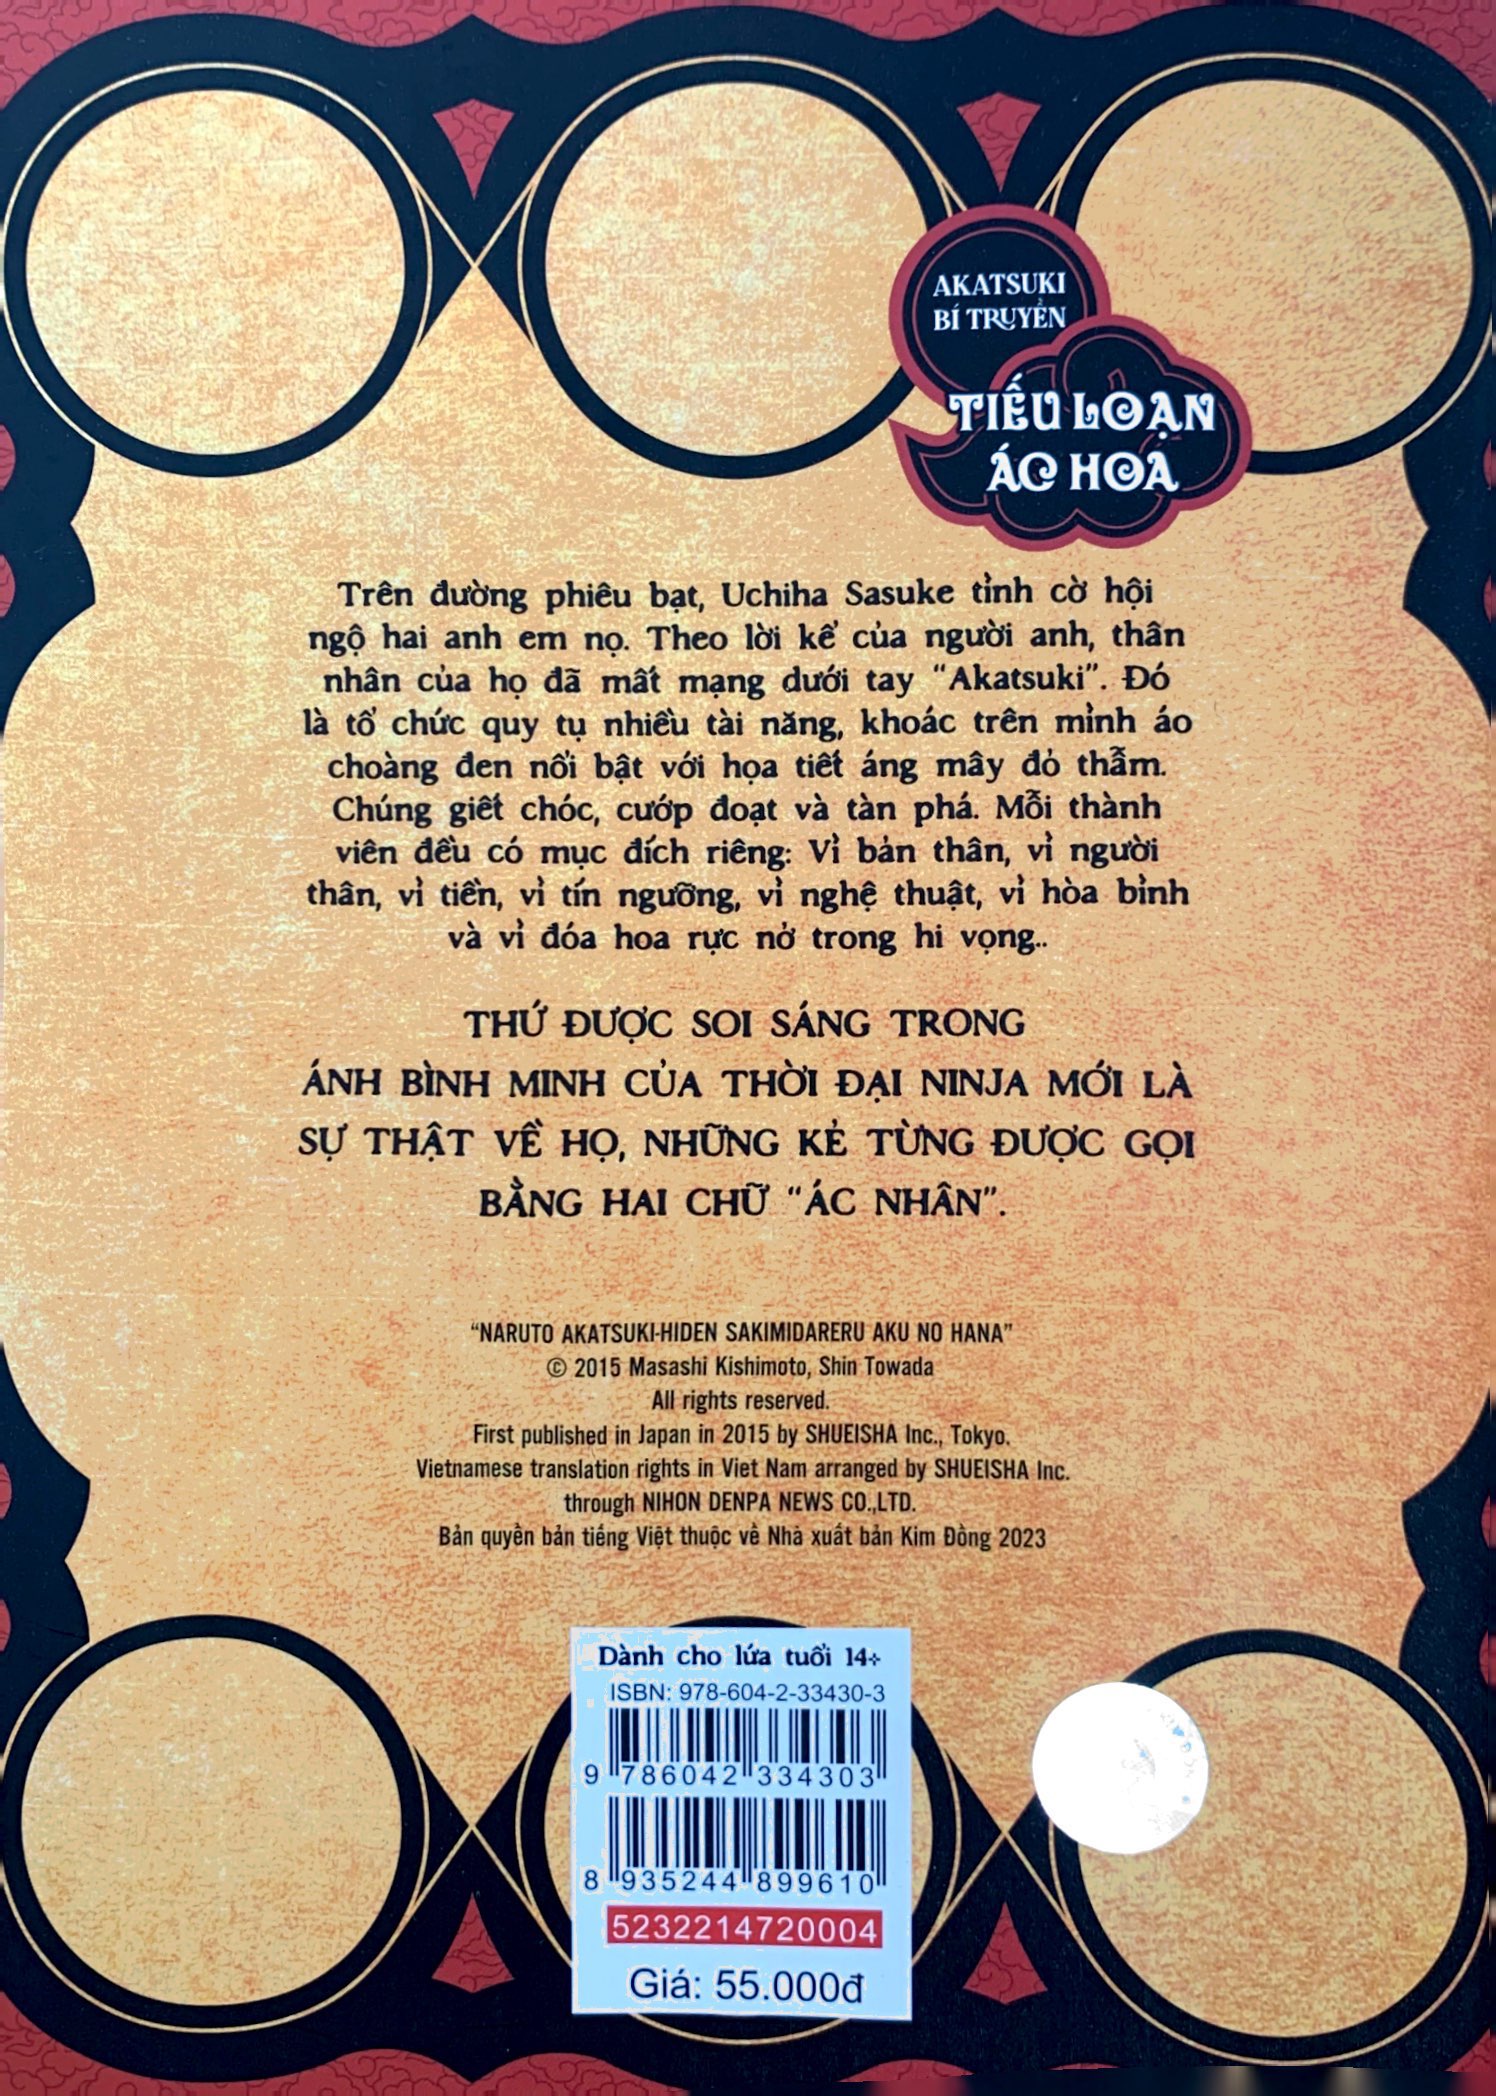 AKATSUKI
BÍ TRUYỀN
TIẾU LOẠN
ÁC HOA
Trên đường phiêu bạt, Uchiha Sasuke tình cờ hội
ngộ hai anh em nọ. Theo lời kể của người anh, thân
nhân của họ đã mất mạng dưới tay “Akatsuki”. Đó
là tổ chức quy tụ nhiều tài năng, khoác trên mình áo
choàng đen nổi bật với họa tiết áng mây đỏ thẫm.
Chúng giết chóc, cướp đoạt và tàn phá. Mỗi thành
viên đều có mục đích riêng: Vì bản thân, vì người
thân, vì tiền, vì tín ngưỡng, vì nghệ thuật, vì hòa bình
và vì đóa hoa rực nở trong hi vọng..
THỨ ĐƯỢC SOI SÁNG TRONG
ÁNH BÌNH MINH CỦA THỜI ĐẠI NINJA MỚI LÀ
SỰ THẬT VỀ HỌ, NHỮNG KẺ TỪNG ĐƯỢC GỌI
BẰNG HAI CHỮ “ÁC NHÂN”.
“NARUTO AKATSUKI-HIDEN SAKIMIDARERU AKU NO HANA”
© 2015 Masashi Kishimoto, Shin Towada
All rights reserved.
First published in Japan in 2015 by SHUEISHA Inc., Tokyo.
Vietnamese translation rights in Viet Nam arranged by SHUEISHA Inc.
through NIHON DENPA NEWS CO.,LTD.
Bản quyền bản tiếng Việt thuộc về Nhà xuất bản Kim Đồng 2023
Dành cho lứa tuổi 14+
ISBN: 978-604-2-33430-3
9 786042 334303
8 935244 899610
5232214720004
Giá: 55.000đ